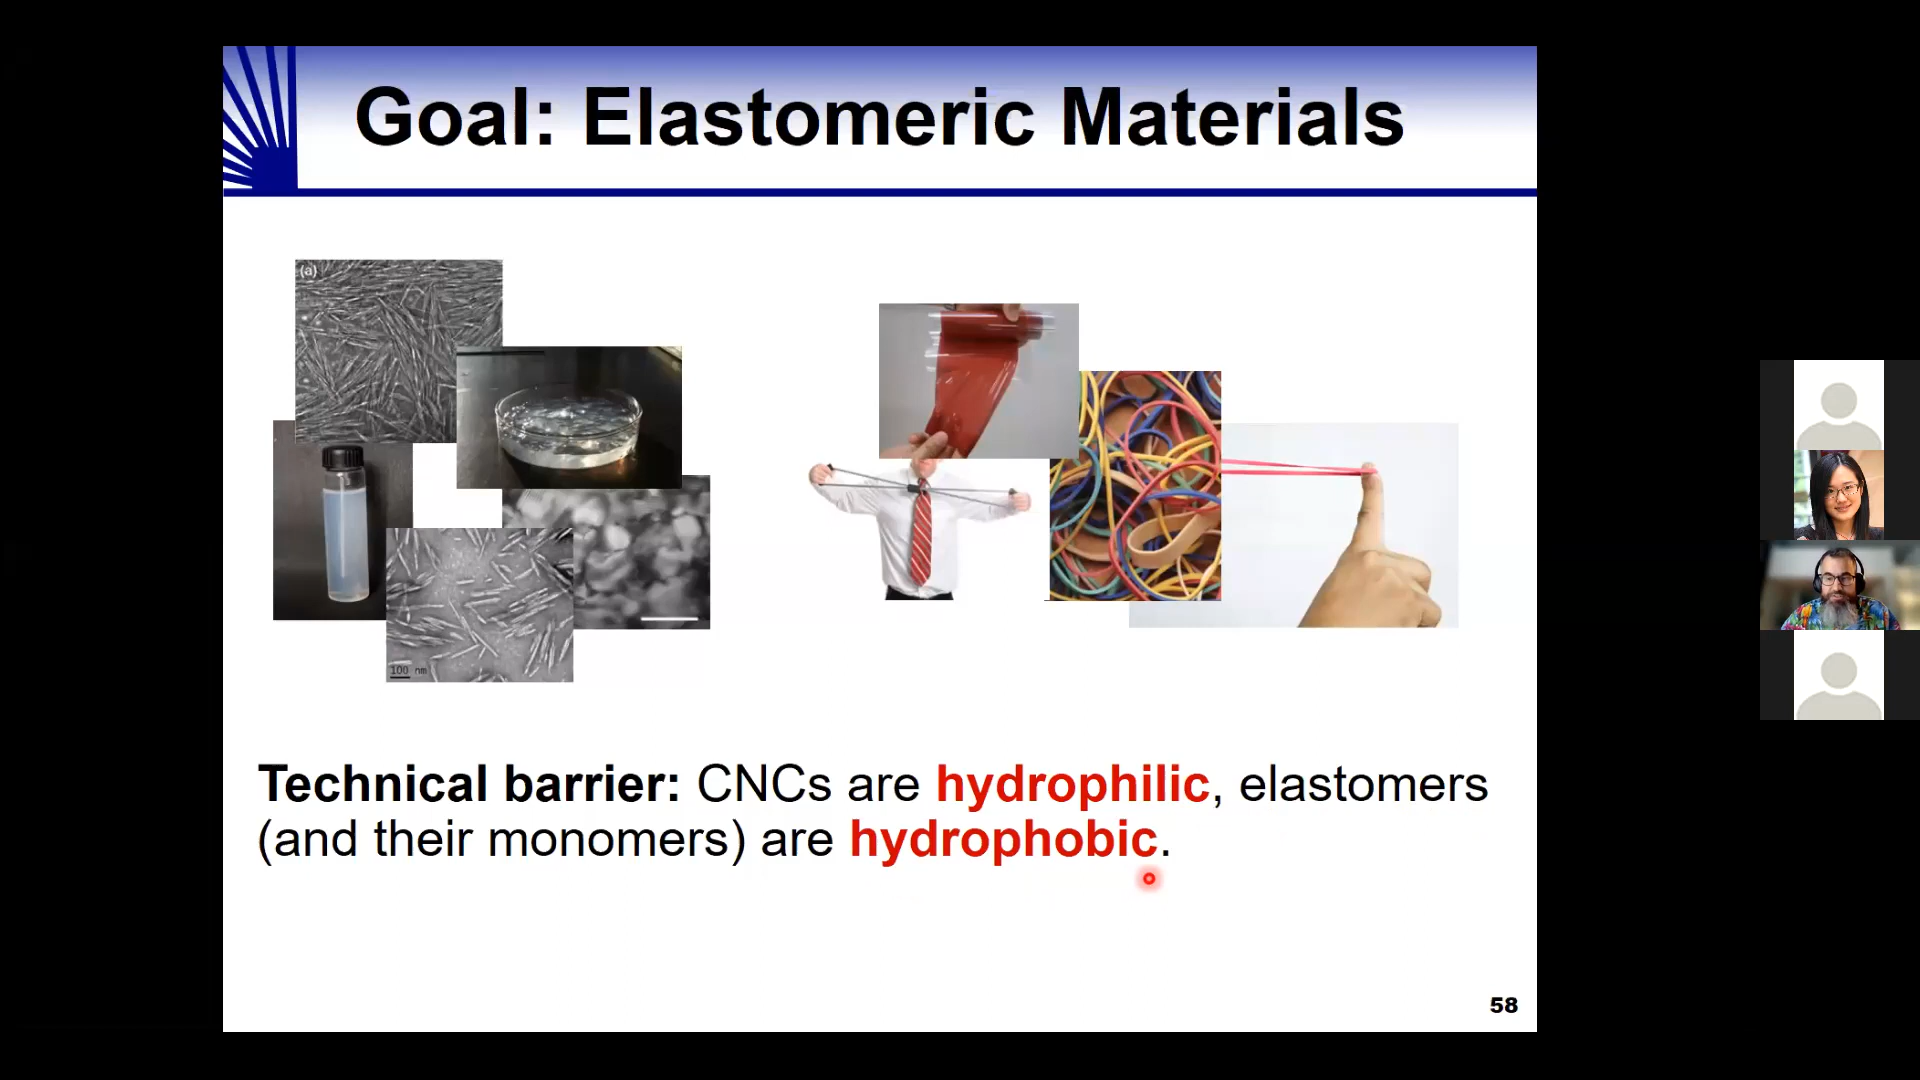 Goal: Elastomeric Materials
(a)
100 nm
Technical barrier: CNCs are hydrophilic, elastomers
(and their monomers) are hydrophobic.
58